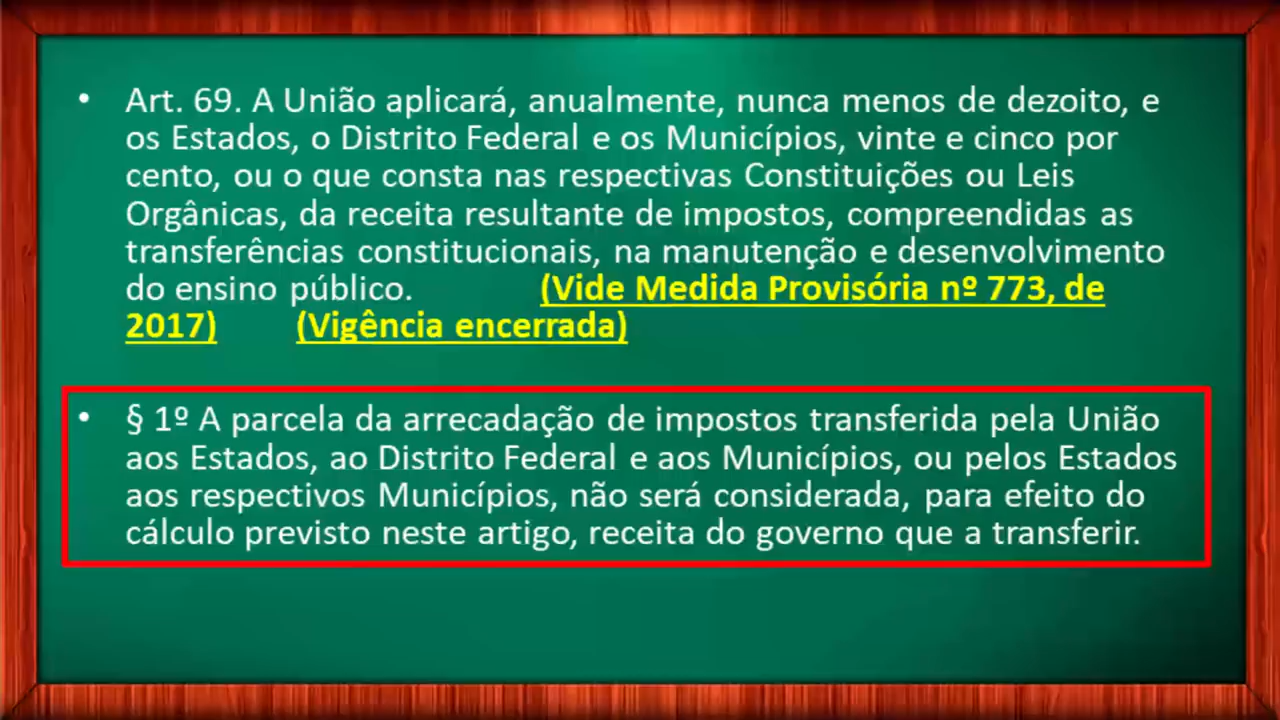 • Art. 69. A União aplicará, anualmente, nunca menos de dezoito, e
os Estados, o Distrito Federal e os Municípios, vinte e cinco por
cento, ou o que consta nas respectivas Constituições ou Leis
Orgânicas, da receita resultante de impostos, compreendidas as
transferências constitucionais, na manutenção e desenvolvimento
do ensino público. (Vide Medida Provisória nº 773, de
2017) (Vigência encerrada)
• § 1º A parcela da arrecadação de impostos transferida pela União
aos Estados, ao Distrito Federal e aos Municípios, ou pelos Estados
aos respectivos Municípios, não será considerada, para efeito do
cálculo previsto neste artigo, receita do governo que a transferir.